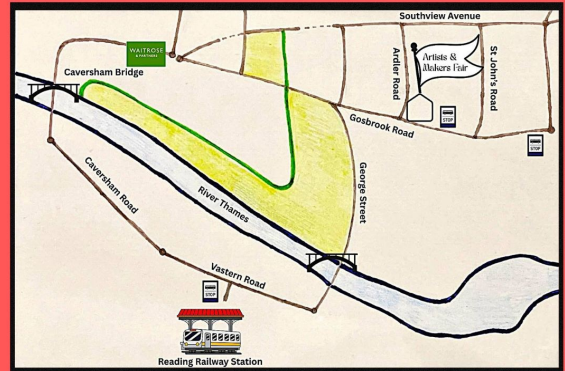 Southview Avenue
WAITROSE
& PARTNERS
Caversham Bridge
Ardler Road
Artists &
Makers Fair
St John's Road
STOP
Gosbrook Road
STOP
George Street
River Thames
Caversham Road
Vastern Road
STOP
Reading Railway Station